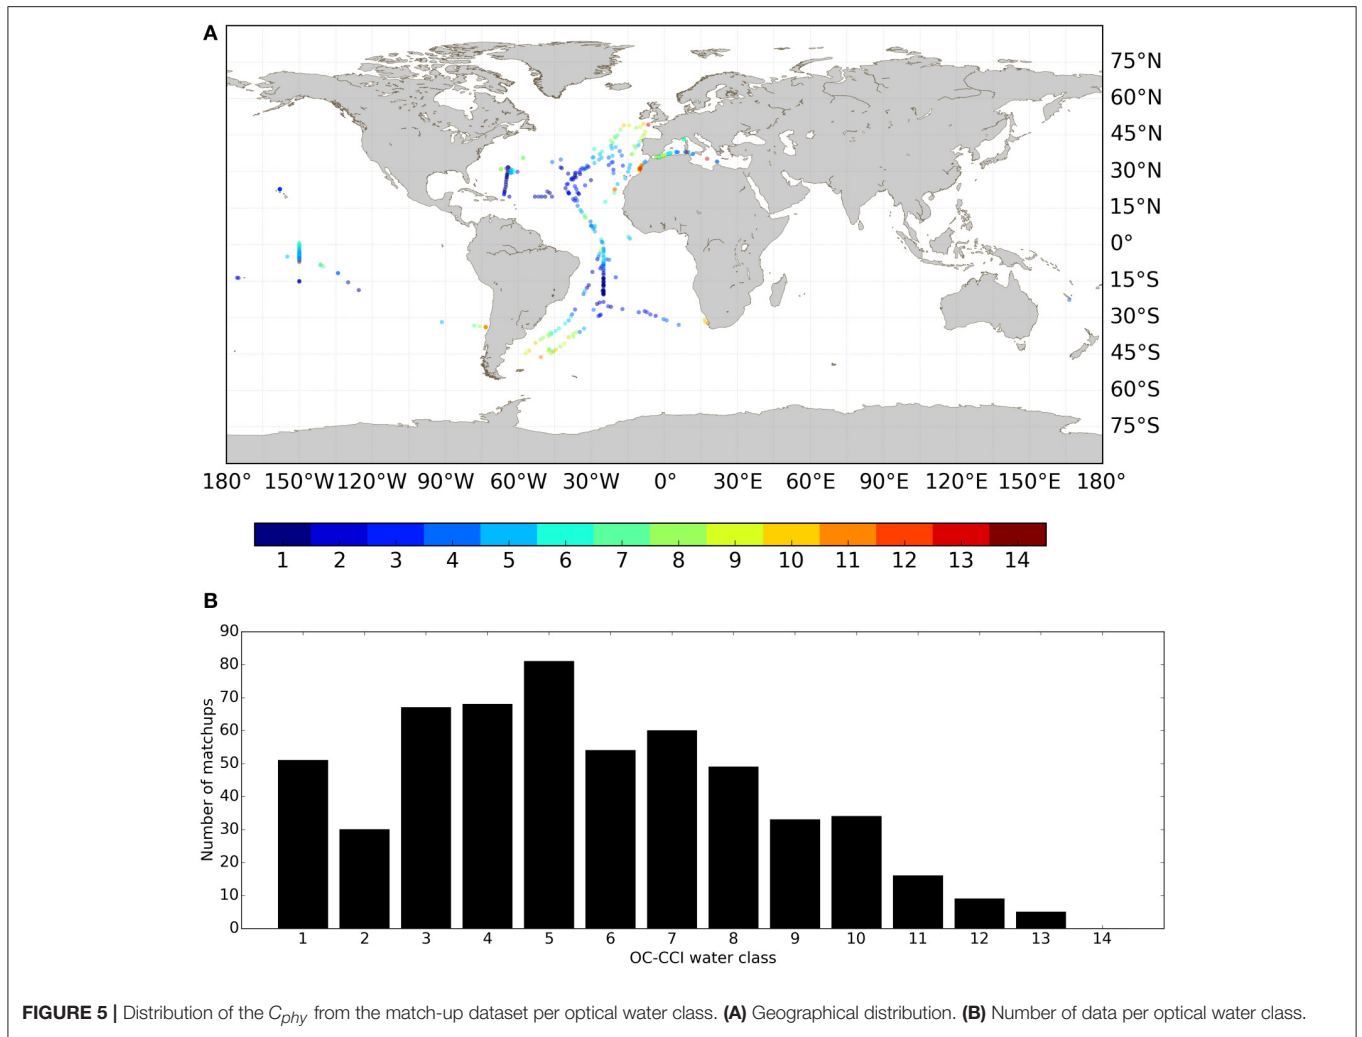 A
75°N
60°N
45°N
30°N
15°N
0°
15°S
30°S
45°S
60°S
75°S
180° 150°W 120°W 90°W 60°W 30°W 0° 30°E 60°E 90°E 120°E 150°E 180°
1 2 3 4 5 6 7 8 9 10 11 12 13 14
B
90
80
70
60
50
40
30
20
10
0
Number of matchups
1 2 3 4 5 6 7 8 9 10 11 12 13 14
OC-CCI water class
FIGURE 5 | Distribution of the Cphy from the match-up dataset per optical water class. (A) Geographical distribution. (B) Number of data per optical water class.